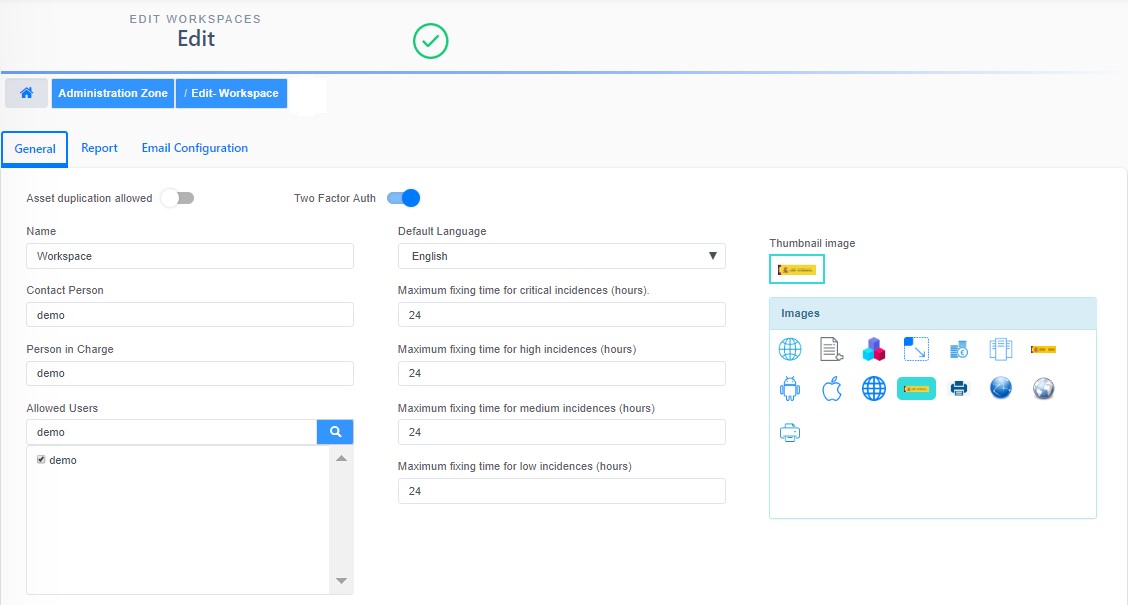 EDIT WORKSPACES
Edit
Administration Zone
/ Edit- Workspace
General
Report
Email Configuration
Asset duplication allowed
Two Factor Auth
Name
Workspace
Contact Person
demo
Person in Charge
demo
Allowed Users
demo
demo
Default Language
English
Maximum fixing time for critical incidences (hours).
24
Maximum fixing time for high incidences (hours)
24
Maximum fixing time for medium incidences (hours)
24
Maximum fixing time for low incidences (hours)
24
Thumbnail image
Images